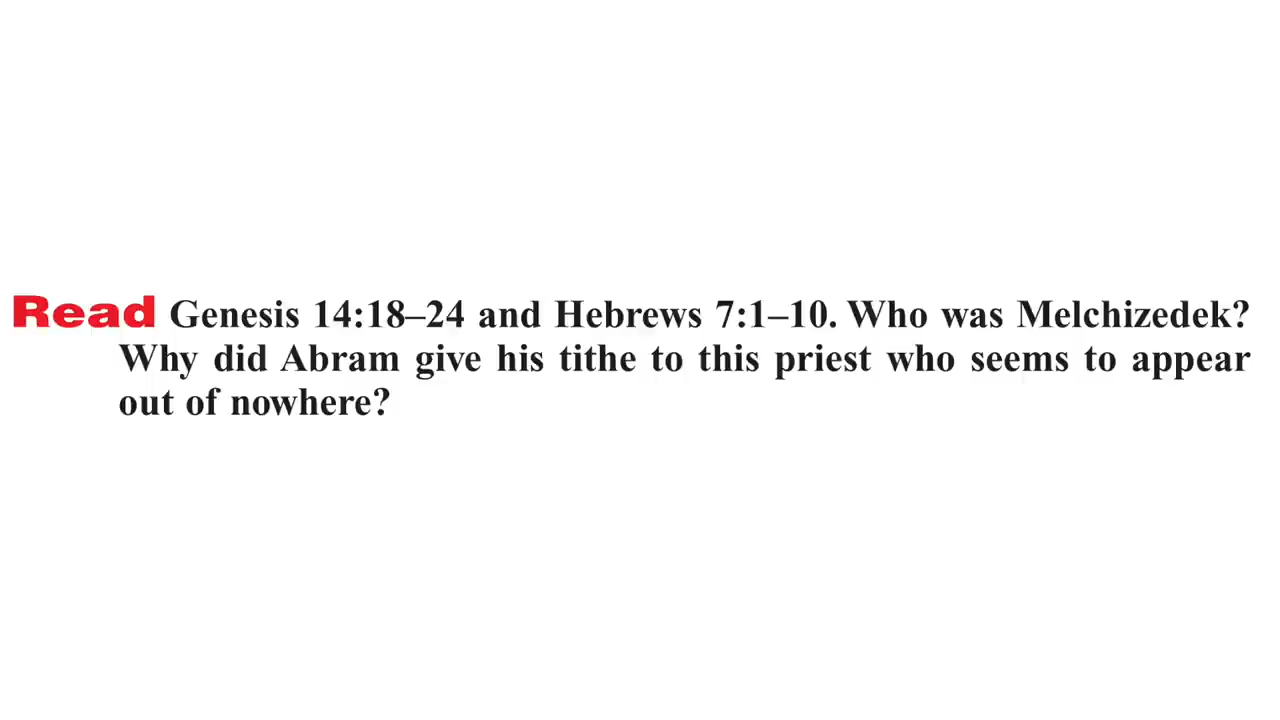 Read Genesis 14:18–24 and Hebrews 7:1–10. Who was Melchizedek?
Why did Abram give his tithe to this priest who seems to appear
out of nowhere?